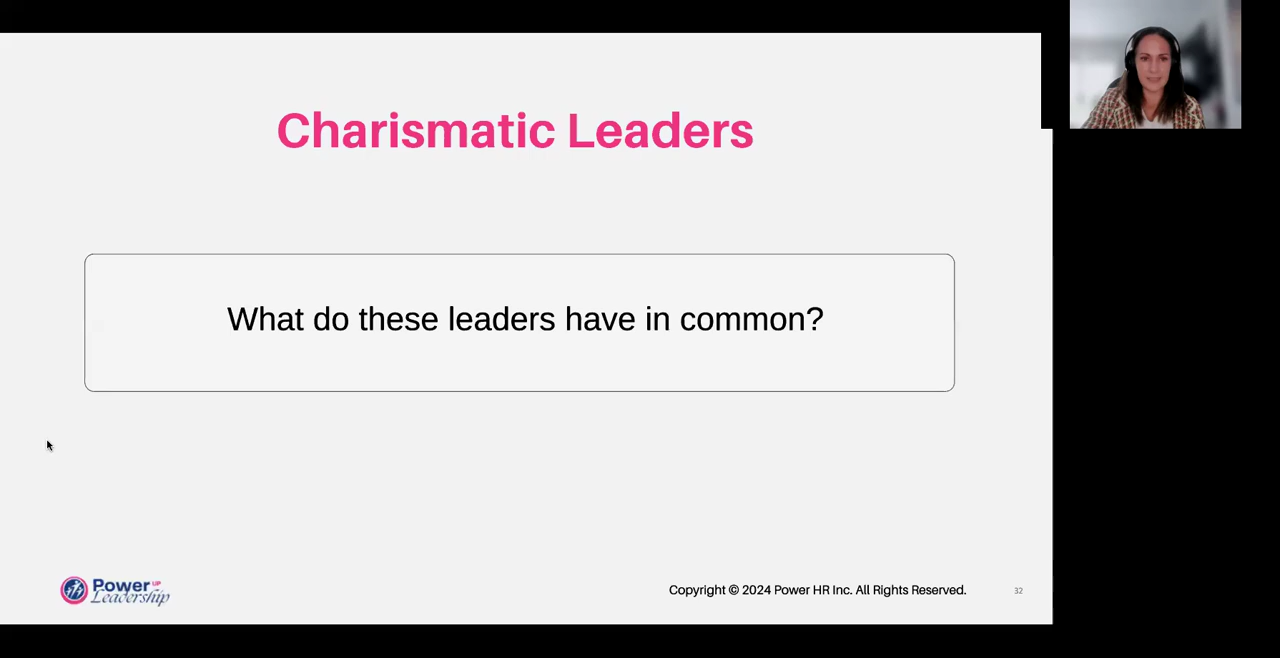 Charismatic Leaders
What do these leaders have in common?
Power UP
Leadership
Copyright © 2024 Power HR Inc. All Rights Reserved.
32